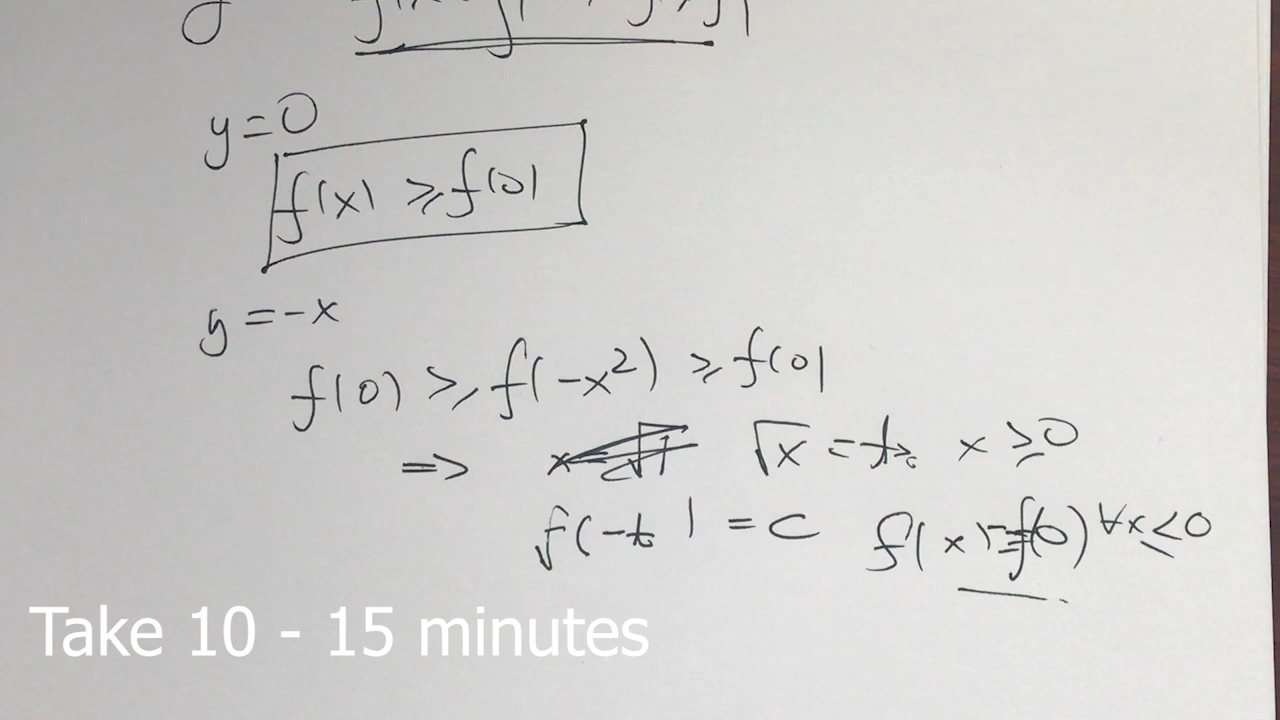 y=0
f(x) ≥ f(0)
y = -x
f(0) ≥ f(-x²) ≥ f(0)
=> √x = t, x ≥ 0
f(-t) = c f(x) = f(0) ∀x ≤ 0
Take 10 - 15 minutes